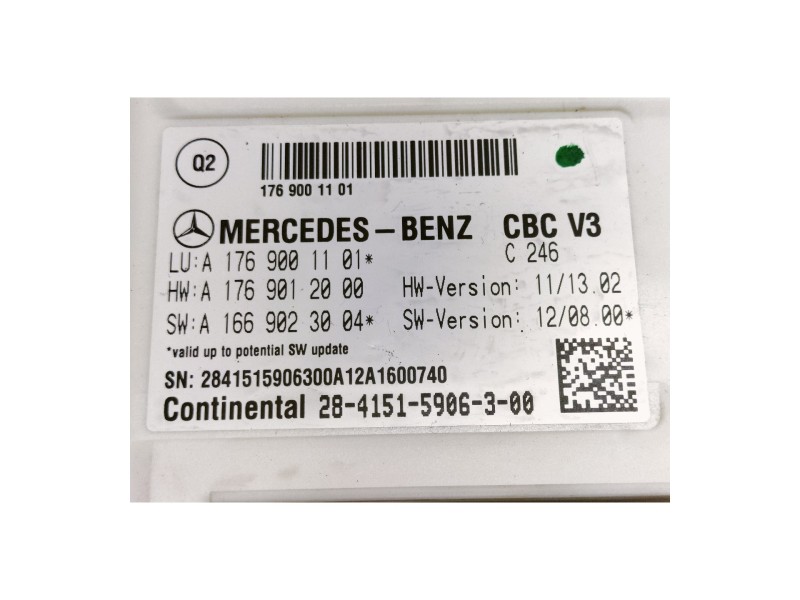 Q2
176 900 11 01
MERCEDES-BENZ CBC V3
C 246
LU:A 176 900 11 01*
HW:A 176 901 20 00 HW-Version: 11/13.02
SW:A 166 902 30 04* SW-Version: 12/08.00*
*valid up to potential SW update
SN: 2841515906300A12A1600740
Continental 28-4151-5906-3-00